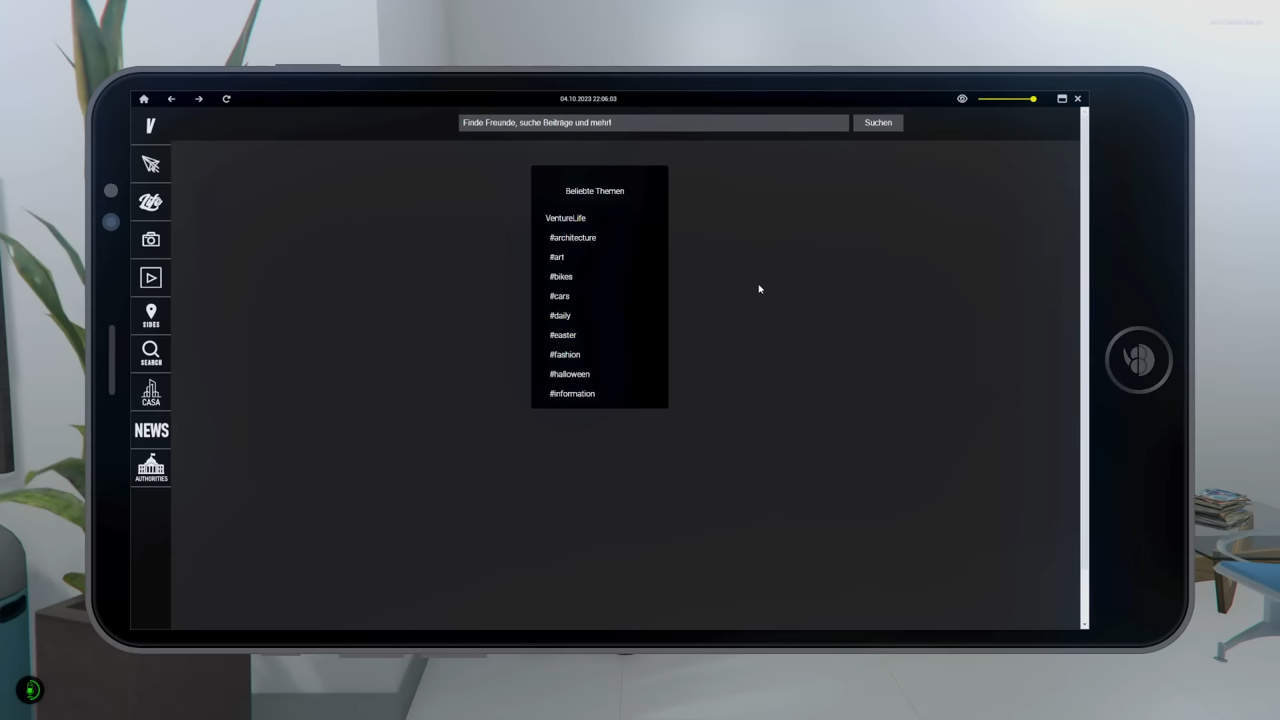 04.10.2023 22:06:03
V
Finde Freunde, suche Beiträge und mehr!
Suchen
Life
SIDES
SEARCH
CASA
NEWS
AUTHORITIES
Beliebte Themen
VentureLife
#architecture
#art
#bikes
#cars
#daily
#easter
#fashion
#halloween
#information